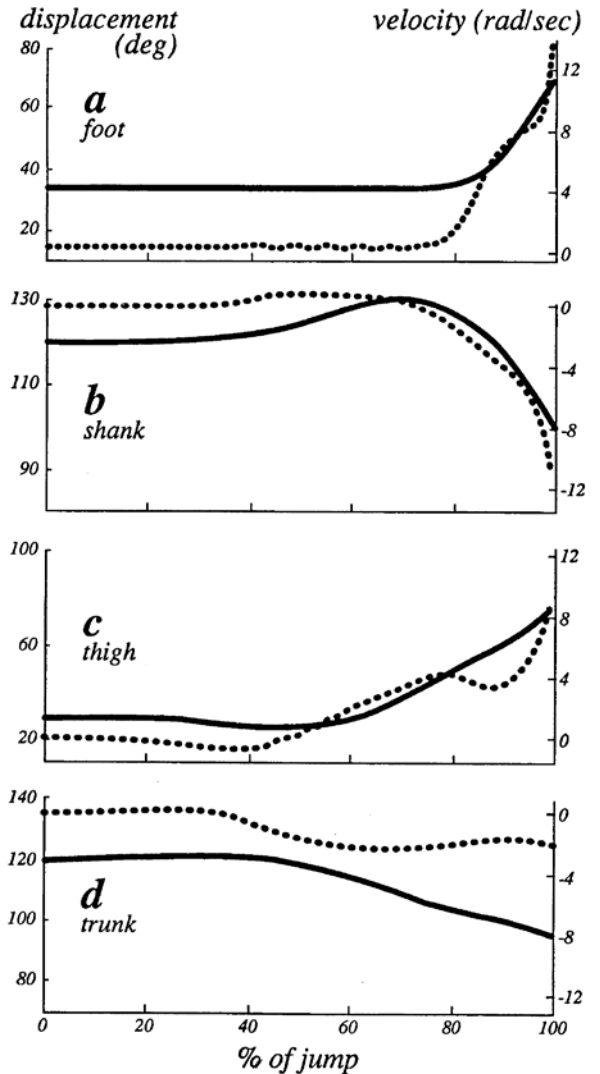 displacement
(deg)
velocity (rad/sec)
80
60
40
20
a
foot
12
8
4
0
130
110
90
b
shank
0
-4
-8
-12
100
60
20
c
thigh
12
8
4
0
140
120
100
80
d
trunk
0
-4
-8
-12
0 20 40 60 80 100
% of jump